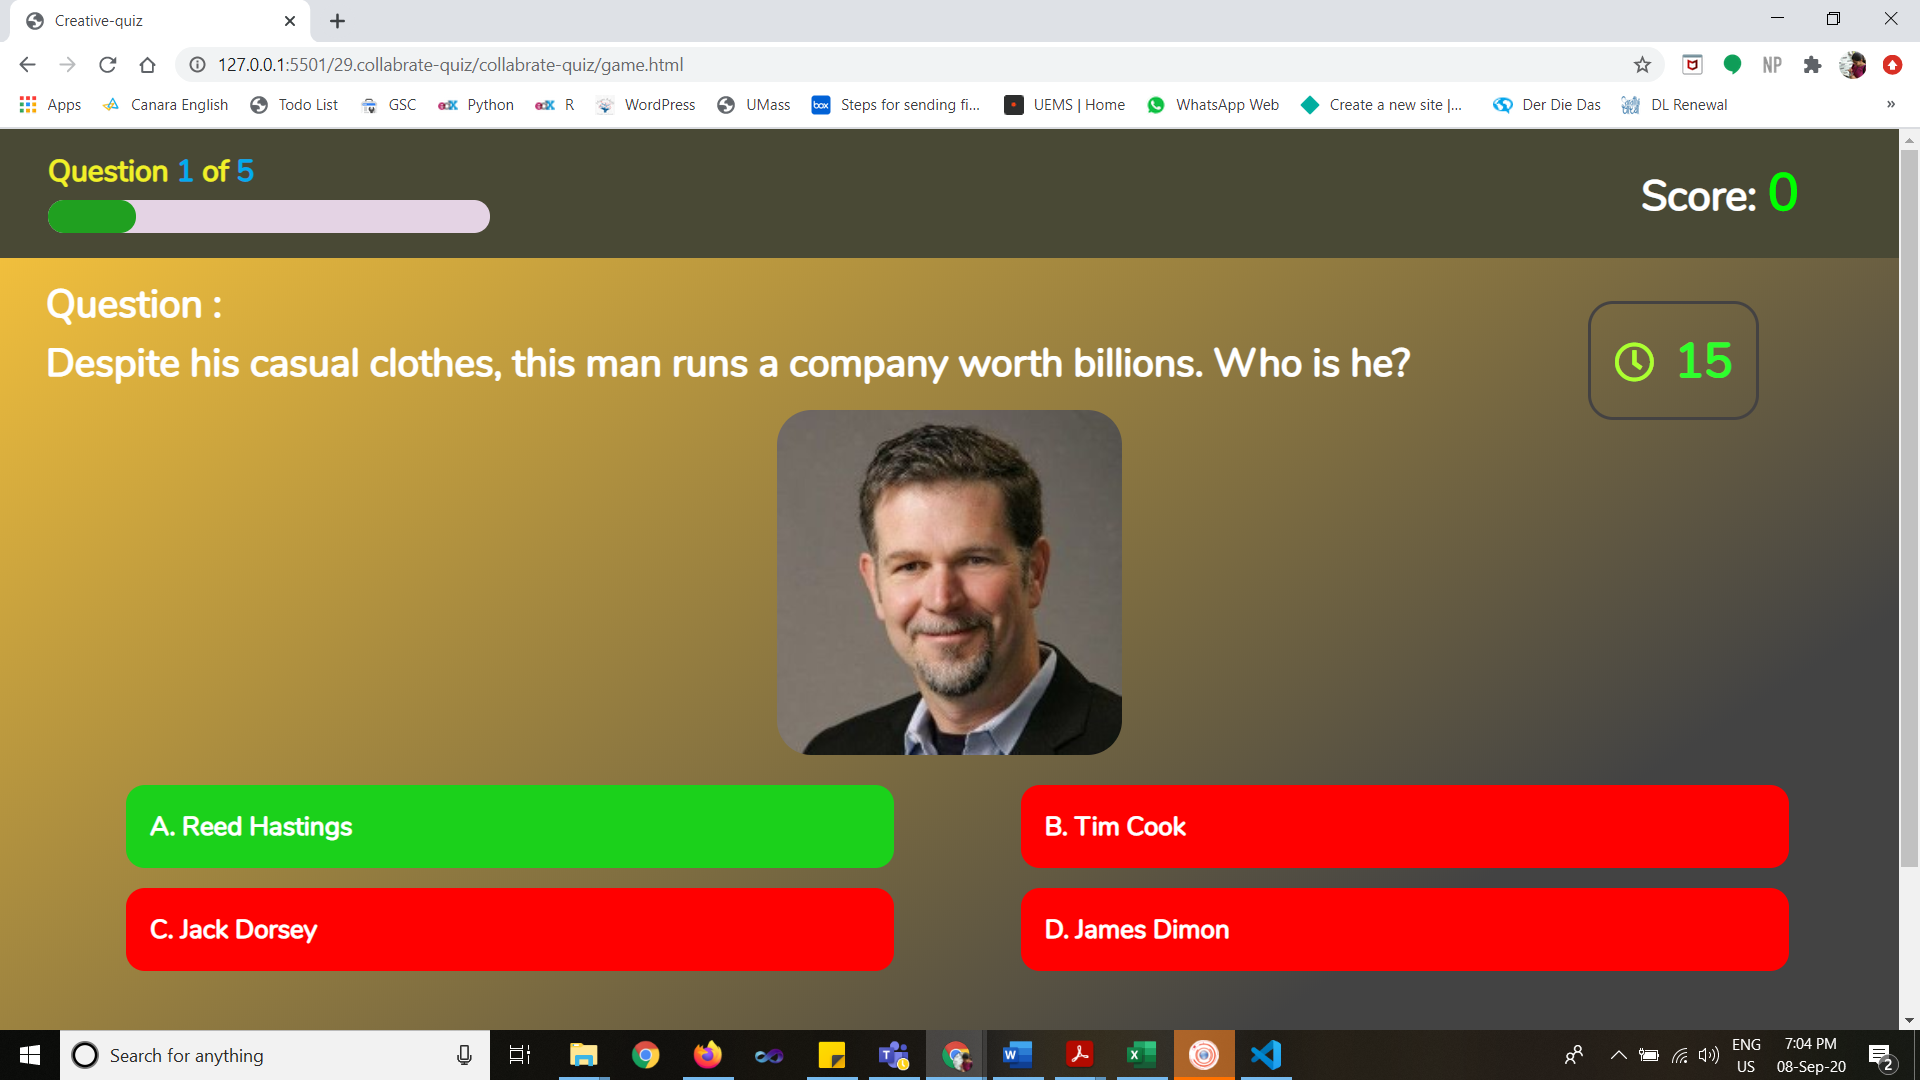 Creative-quiz
127.0.0.1:5501/29.collabrate-quiz/collabrate-quiz/game.html
NP
Apps Canara English Todo List GSC edX Python edX R WordPress UMass box Steps for sending fi... UEMS | Home WhatsApp Web Create a new site |... Der Die Das DL Renewal »
Question 1 of 5
Score: 0
Question :
Despite his casual clothes, this man runs a company worth billions. Who is he?
15
A. Reed Hastings
B. Tim Cook
C. Jack Dorsey
D. James Dimon
Search for anything
ENG
US
7:04 PM
08-Sep-20
2